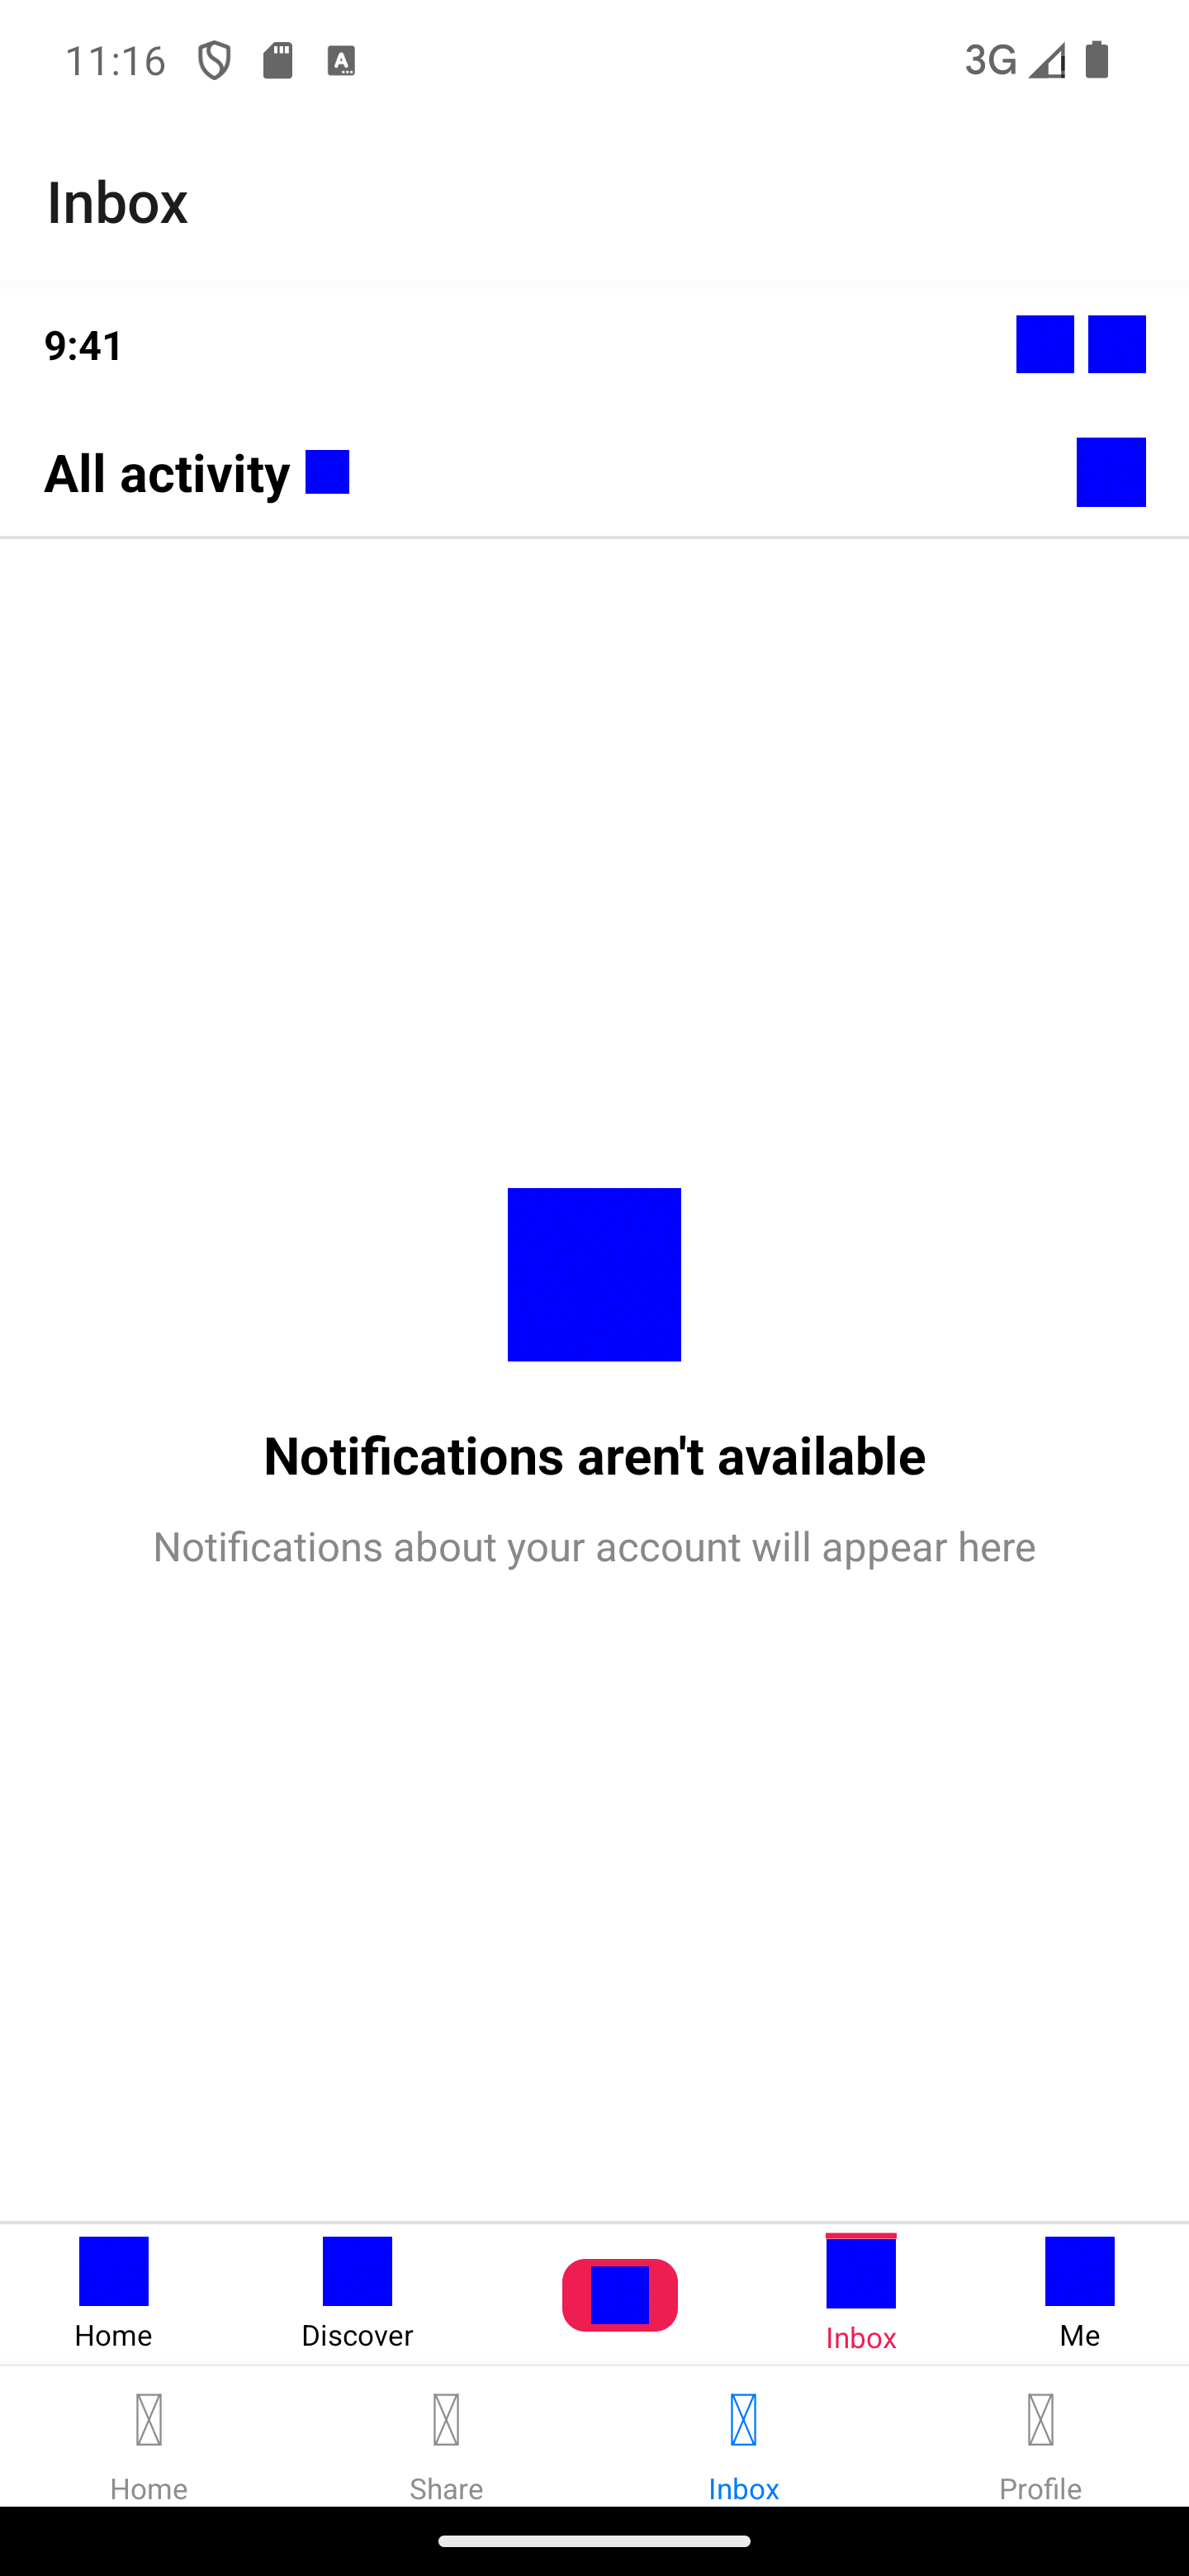 11:16
3G
Inbox
9:41
All activity
Notifications aren't available
Notifications about your account will appear here
Home Discover Inbox Me
Home Share Inbox Profile